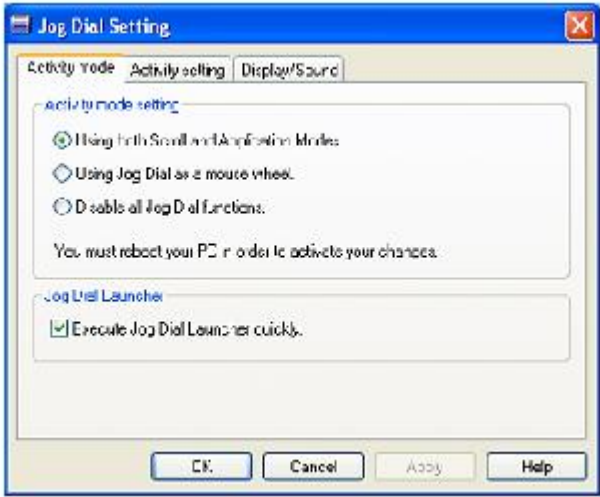 Jog Dial Setting
Activity mode Activity setting Display/Sound
Activity mode setting
Using both Scroll and Application Modes
Using Jog Dial as a mouse wheel.
Disable all Jog Dial functions.
You must reboot your PC in order to activate your changes.
Jog Dial Launcher
Execute Jog Dial Launcher quickly.
OK Cancel Apply Help